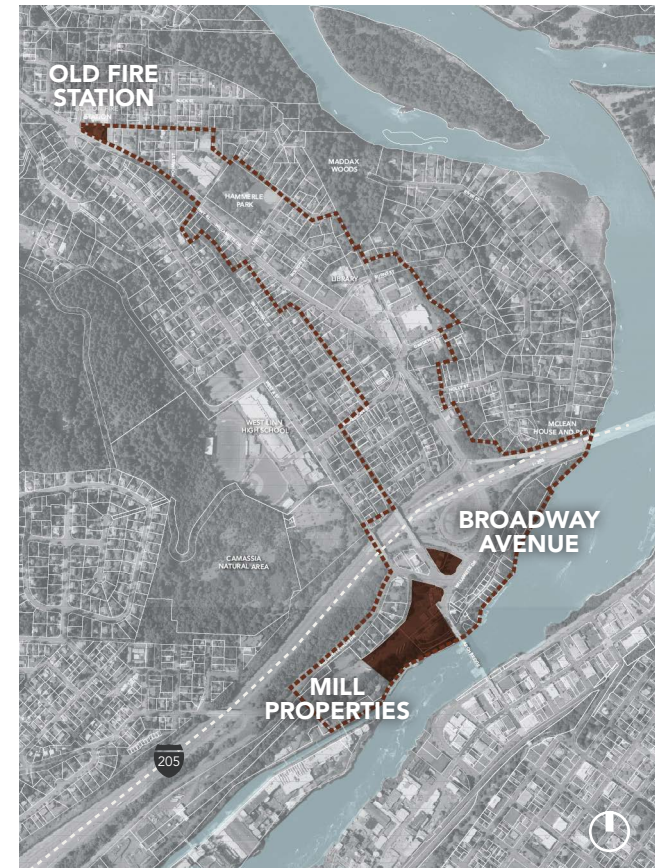 OLD FIRE
STATION
MADDAX
WOODS
HAMMERLE
PARK
LIBRARY
WEST LINN
HIGH SCHOOL
MCLEAN
HOUSE AND
BROADWAY
AVENUE
CAMASSIA
NATURAL AREA
MILL
PROPERTIES
205